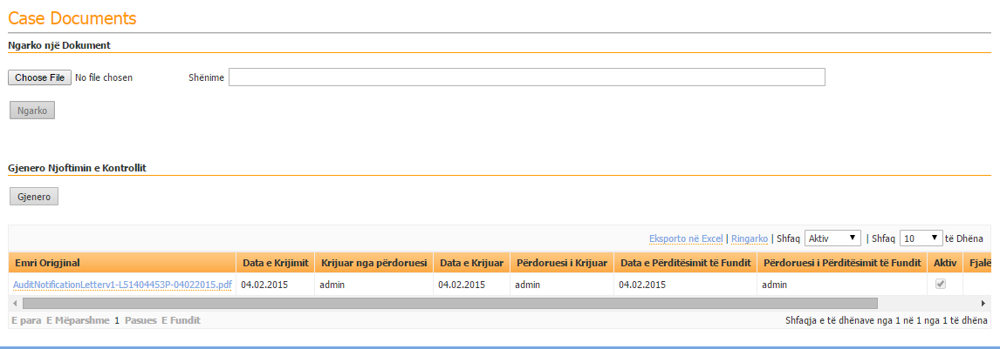 Case Documents
Ngarko një Dokument
Choose File No file chosen Shënime
Ngarko
Gjenero Njoftimin e Kontrollit
Gjenero
Eksporto në Excel | Ringarko | Shfaq Aktiv | Shfaq 10 të Dhëna
Emri Origjinal Data e Krijimit Krijuar nga përdoruesi Data e Krijuar Përdoruesi i Krijuar Data e Përditësimit të Fundit Përdoruesi i Përditësimit të Fundit Aktiv Fjalë
AuditNotificationLetterv1-L51404453P-04022015.pdf 04.02.2015 admin 04.02.2015 admin 04.02.2015 admin
E para E Mëparshme 1 Pasues E Fundit Shfaqja e të dhënave nga 1 në 1 nga 1 të dhëna